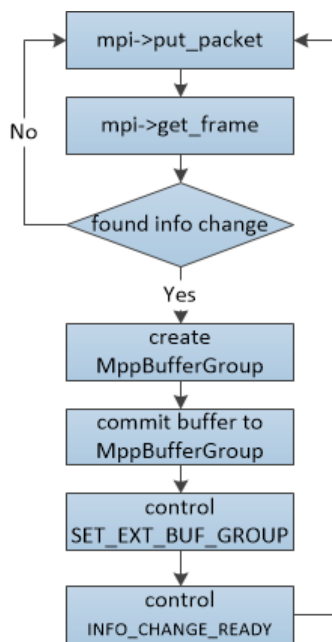 mpi->put_packet
No
mpi->get_frame
found info change
Yes
create
MppBufferGroup
commit buffer to
MppBufferGroup
control
SET_EXT_BUF_GROUP
control
INFO_CHANGE_READY